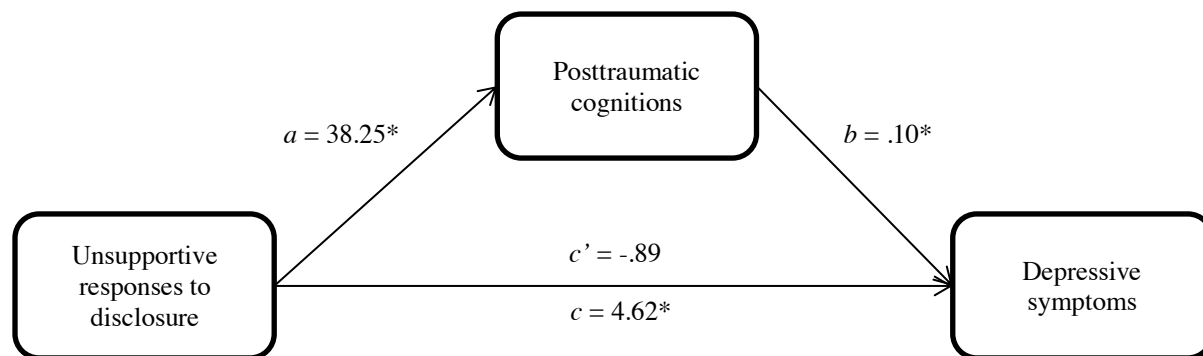 Posttraumatic
cognitions
a = 38.25*
b = .10*
Unsupportive
responses to
disclosure
c’ = -.89
c = 4.62*
Depressive
symptoms